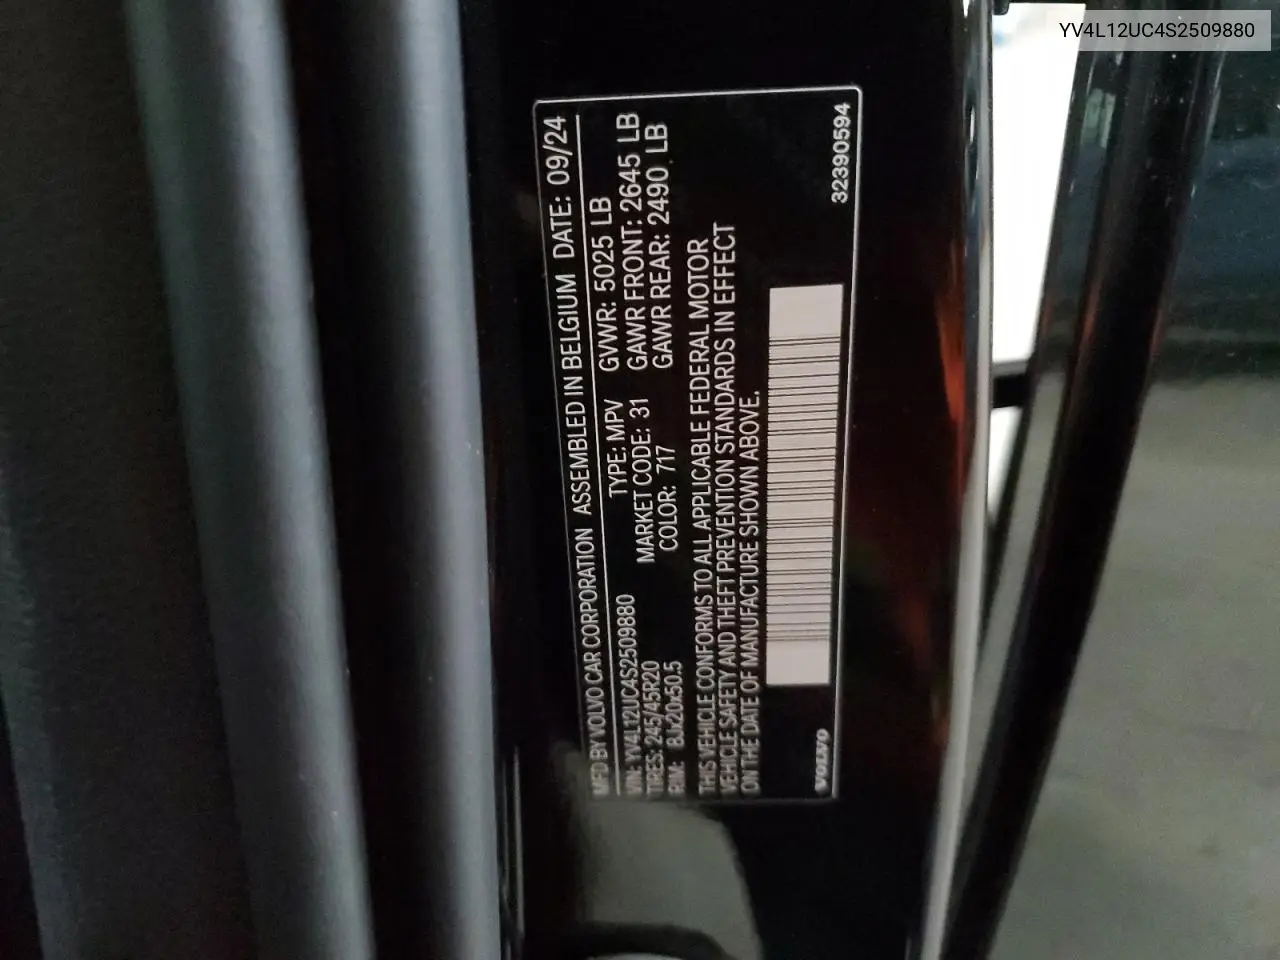 YV4L12UC4S2509880
MFD BY VOLVO CAR CORPORATION ASSEMBLED IN BELGIUM DATE: 09/24
VIN: YV4L12UC4S2509880 TYPE: MPV GVWR: 5025 LB
TIRES: 245/45R20 MARKET CODE: 31 GAWR FRONT: 2645 LB
RIM: 8Jx20x50.5 COLOR: 717 GAWR REAR: 2490 LB
THIS VEHICLE CONFORMS TO ALL APPLICABLE FEDERAL MOTOR
VEHICLE SAFETY AND THEFT PREVENTION STANDARDS IN EFFECT
ON THE DATE OF MANUFACTURE SHOWN ABOVE.
VOLVO 32390594